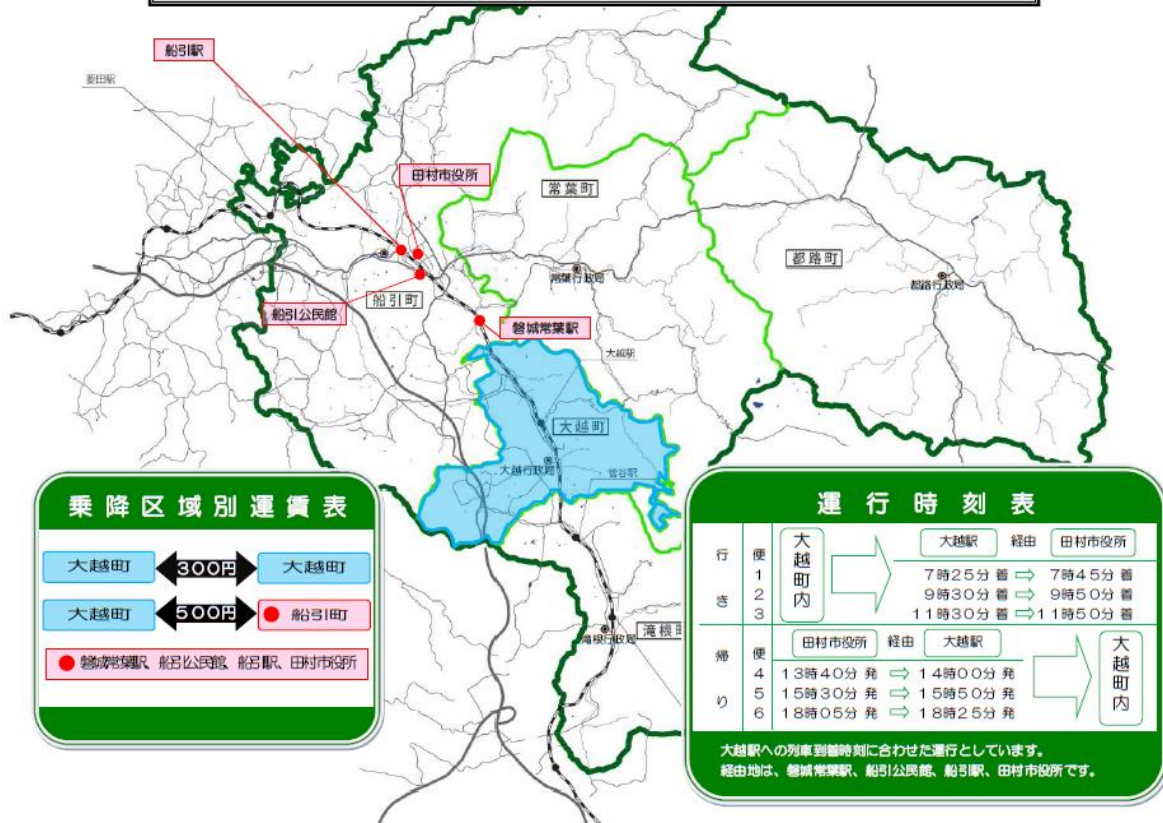 船引駅
要田駅
田村市役所
常葉町
都路町
常葉行政局
都路行政局
船引町
船引公民館
磐城常葉駅
大越駅
大越町
大越行政局
菅谷駅
滝根行政局
乗降区域別運賃表
大越町 300円 大越町
大越町 500円 船引町
磐城常葉駅、船引公民館、船引駅、田村市役所
運行時刻表
行き
便
大越町内
大越駅 経由 田村市役所
1 7時25分 着 ⇨ 7時45分 着
2 9時30分 着 ⇨ 9時50分 着
3 11時30分 着 ⇨ 11時50分 着
帰り
便
田村市役所 経由 大越駅
4 13時40分 発 ⇨ 14時00分 発
5 15時30分 発 ⇨ 15時50分 発
6 18時05分 発 ⇨ 18時25分 発
大越町内
大越駅への列車到着時刻に合わせた運行としています。
経由地は、磐城常葉駅、船引公民館、船引駅、田村市役所です。